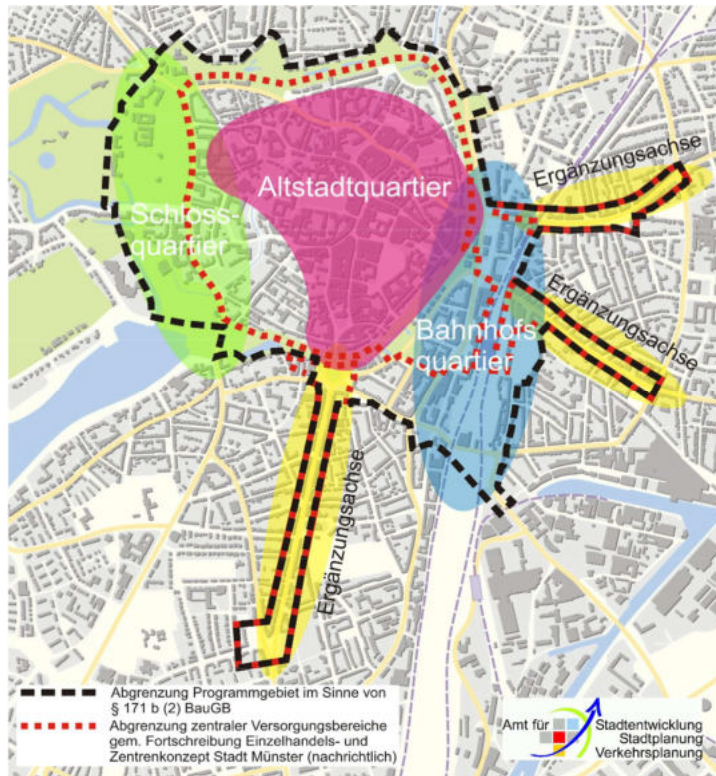 Altstadtquartier
Schloss-
quartier
Bahnhofs
quartier
Ergänzungsachse
Ergänzungsachse
Ergänzungsachse
Abgrenzung Programmgebiet im Sinne von
§ 171 b (2) BauGB
Abgrenzung zentraler Versorgungsbereiche
gem. Fortschreibung Einzelhandels- und
Zentrenkonzept Stadt Münster (nachrichtlich)
Amt für Stadtentwicklung
Stadtplanung
Verkehrsplanung